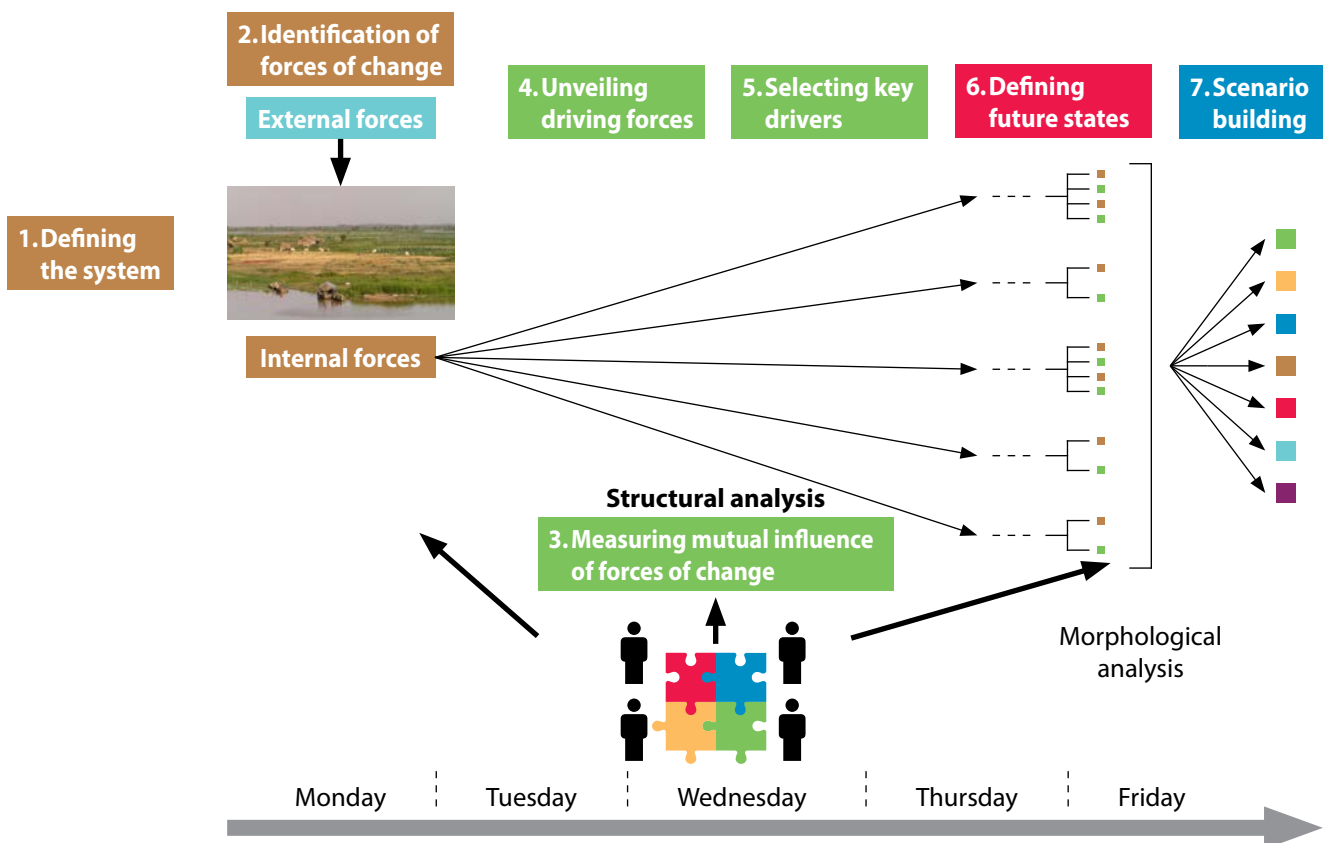 2. Identification of
forces of change
External forces
4. Unveiling
driving forces
5. Selecting key
drivers
6. Defining
future states
7. Scenario
building
1. Defining
the system
Internal forces
Structural analysis
3. Measuring mutual influence
of forces of change
Morphological
analysis
Monday
Tuesday
Wednesday
Thursday
Friday